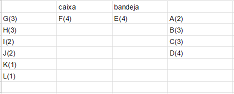 caixa bandeja
G(3) F(4) E(4) A(2)
H(3) B(3)
I(2) C(3)
J(2) D(4)
K(1)
L(1)